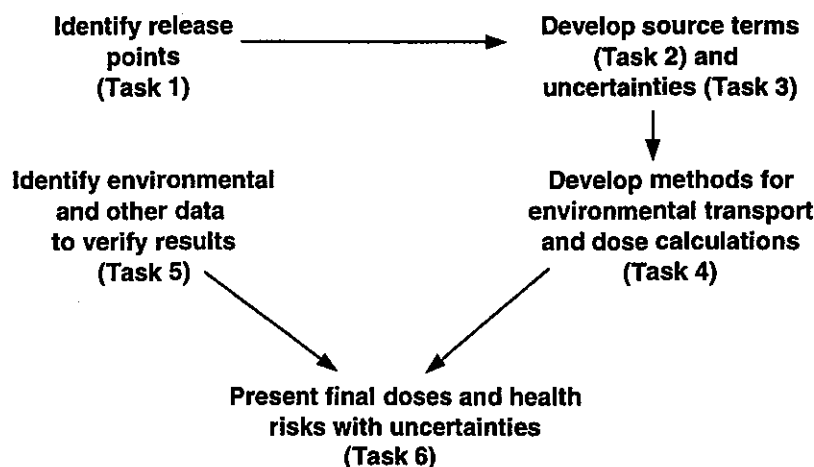 Identify release
points
(Task 1)
Develop source terms
(Task 2) and
uncertainties (Task 3)
Identify environmental
and other data
to verify results
(Task 5)
Develop methods for
environmental transport
and dose calculations
(Task 4)
Present final doses and health
risks with uncertainties
(Task 6)